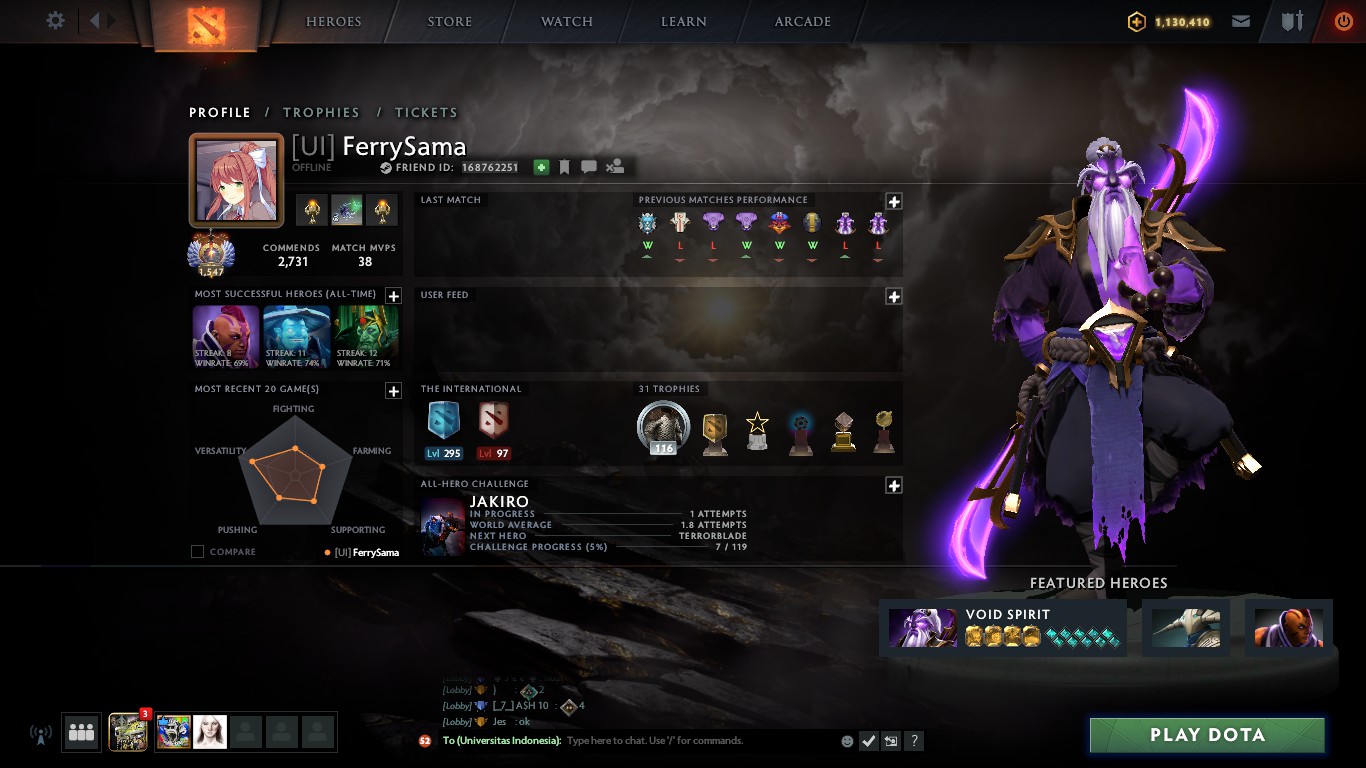 HEROES
STORE
WATCH
LEARN
ARCADE
1,130,410
PROFILE / TROPHIES / TICKETS
[UI] FerrySama
OFFLINE
FRIEND ID: 168762251
1,547
COMMENDS
2,731
MATCH MVPS
38
LAST MATCH
PREVIOUS MATCHES PERFORMANCE
W L L W W W L L
MOST SUCCESSFUL HEROES (ALL-TIME)
STREAK: 8
WINRATE: 69%
STREAK: 11
WINRATE: 74%
STREAK: 12
WINRATE: 71%
USER FEED
MOST RECENT 20 GAME(S)
FIGHTING
VERSATILITY
FARMING
PUSHING
SUPPORTING
COMPARE
[UI] FerrySama
THE INTERNATIONAL
Lvl 295
Lvl 97
31 TROPHIES
116
ALL-HERO CHALLENGE
JAKIRO
IN PROGRESS 1 ATTEMPTS
WORLD AVERAGE 1.8 ATTEMPTS
NEXT HERO TERRORBLADE
CHALLENGE PROGRESS (5%) 7 / 119
FEATURED HEROES
VOID SPIRIT
3
[Lobby] ) : 2
[Lobby] [_7_] ASH 10 : 4
[Lobby] Jes : ok
52
To (Universitas Indonesia): Type here to chat. Use '/' for commands.
?
PLAY DOTA